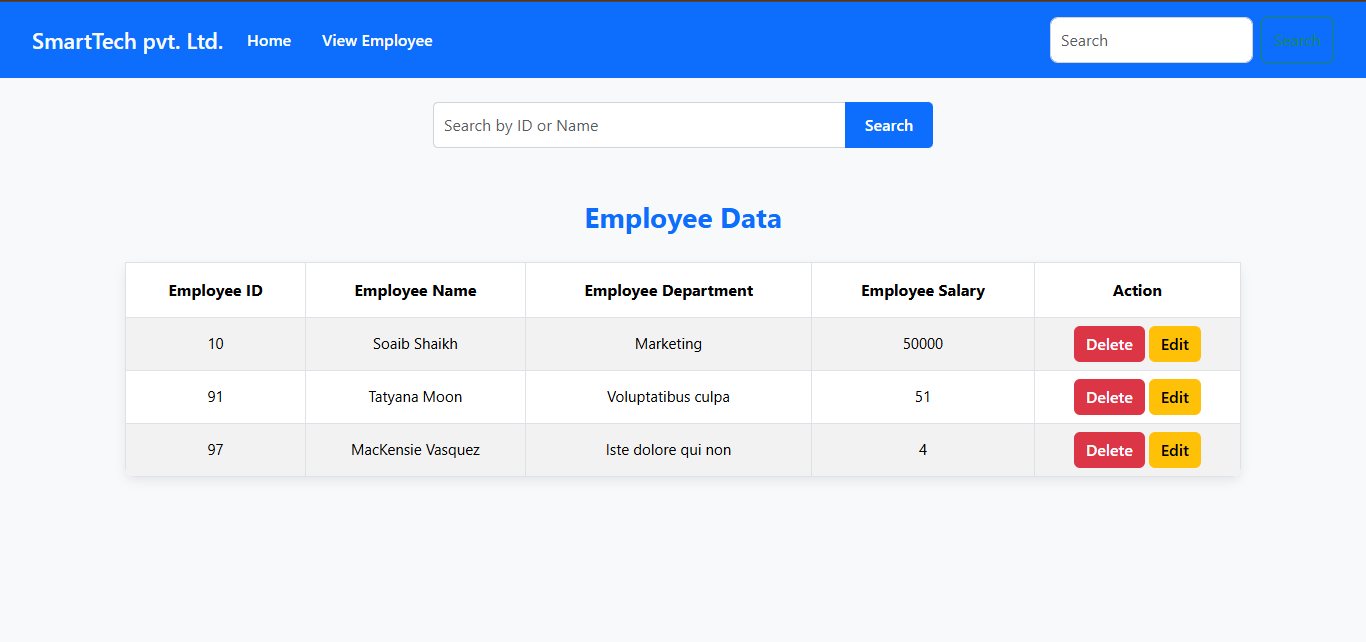 SmartTech pvt. Ltd. Home View Employee Search Search
Search by ID or Name Search
Employee Data
Employee ID Employee Name Employee Department Employee Salary Action
10 Soaib Shaikh Marketing 50000 Delete Edit
91 Tatyana Moon Voluptatibus culpa 51 Delete Edit
97 MacKensie Vasquez Iste dolore qui non 4 Delete Edit